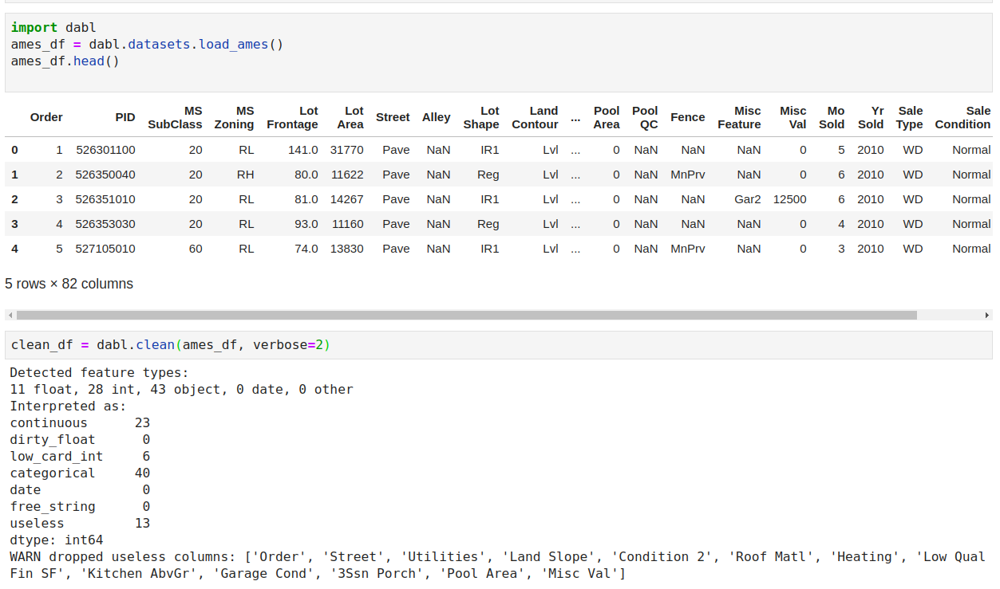 import dabl
ames_df = dabl.datasets.load_ames()
ames_df.head()
Order PID MS SubClass MS Zoning Lot Frontage Lot Area Street Alley Lot Shape Land Contour ... Pool Area Pool QC Fence Misc Feature Misc Val Mo Sold Yr Sold Sale Type Sale Condition
0 1 526301100 20 RL 141.0 31770 Pave NaN IR1 Lvl ... 0 NaN NaN NaN 0 5 2010 WD Normal
1 2 526350040 20 RH 80.0 11622 Pave NaN Reg Lvl ... 0 NaN MnPrv NaN 0 6 2010 WD Normal
2 3 526351010 20 RL 81.0 14267 Pave NaN IR1 Lvl ... 0 NaN NaN Gar2 12500 6 2010 WD Normal
3 4 526353030 20 RL 93.0 11160 Pave NaN Reg Lvl ... 0 NaN NaN NaN 0 4 2010 WD Normal
4 5 527105010 60 RL 74.0 13830 Pave NaN IR1 Lvl ... 0 NaN MnPrv NaN 0 3 2010 WD Normal
5 rows × 82 columns
clean_df = dabl.clean(ames_df, verbose=2)
Detected feature types:
11 float, 28 int, 43 object, 0 date, 0 other
Interpreted as:
continuous 23
dirty_float 0
low_card_int 6
categorical 40
date 0
free_string 0
useless 13
dtype: int64
WARN dropped useless columns: ['Order', 'Street', 'Utilities', 'Land Slope', 'Condition 2', 'Roof Matl', 'Heating', 'Low Qual
Fin SF', 'Kitchen AbvGr', 'Garage Cond', '3Ssn Porch', 'Pool Area', 'Misc Val']